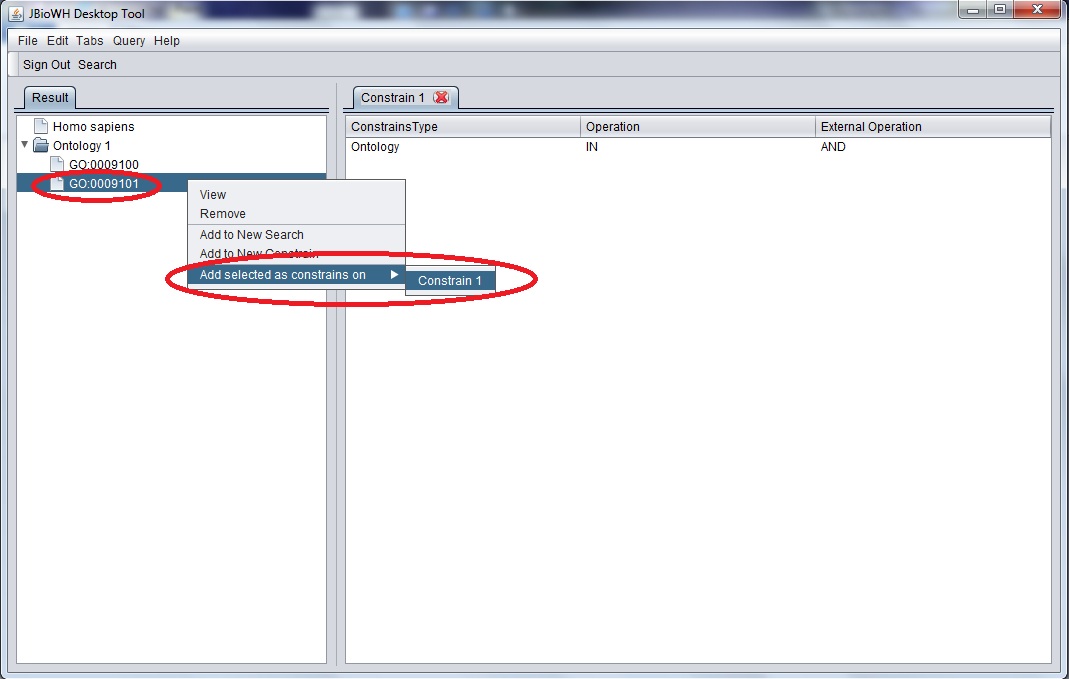 JBioWH Desktop Tool
File Edit Tabs Query Help
Sign Out Search
Result
Constrain 1
ConstrainsType Operation External Operation
Homo sapiens
Ontology IN AND
Ontology 1
GO:0009100
GO:0009101
View
Remove
Add to New Search
Add to New Constrain
Add selected as constrains on
Constrain 1